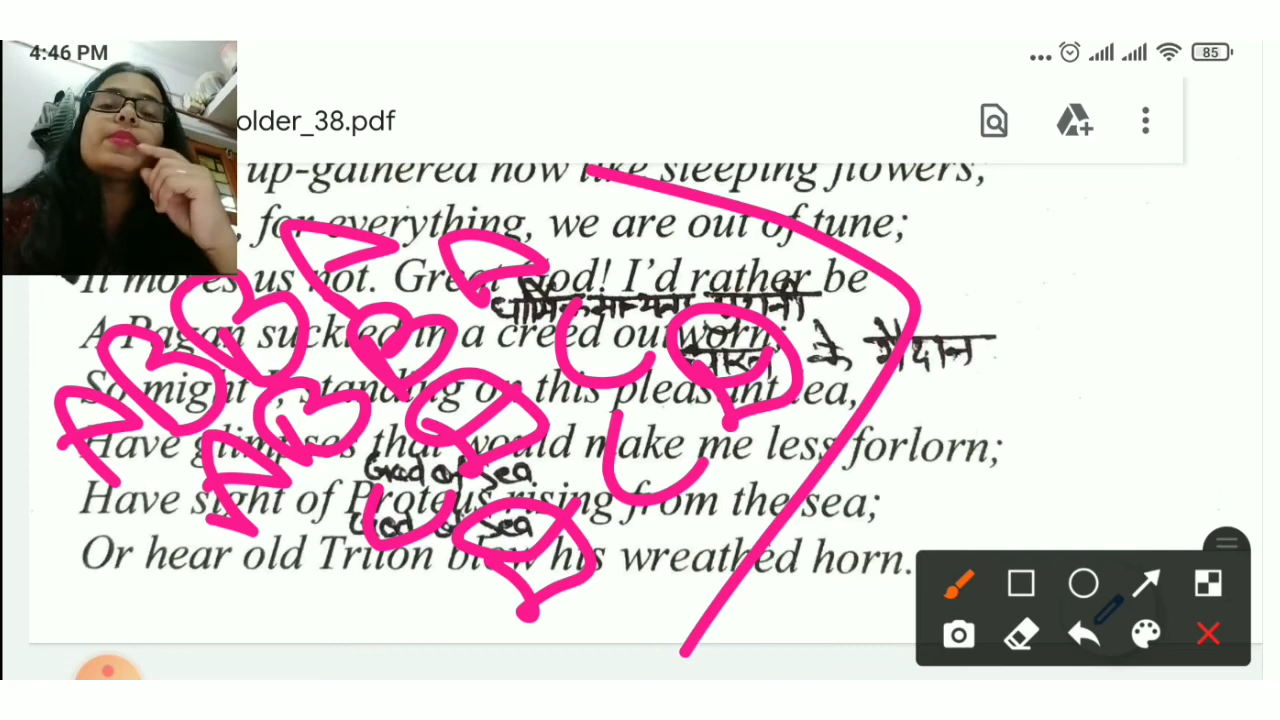 4:46 PM
85
older_38.pdf
up-gathered now like sleeping flowers;
, for everything, we are out of tune;
It moves us not. Great God! I'd rather be
धार्मिक मान्यता पुरानी
A Pagan suckled in a creed outworn;
के मैदान
So might I, standing on this pleasant lea,
Have glimpses that would make me less forlorn;
God of Sea.
Have sight of Proteus rising from the sea;
God of Sea
Or hear old Triton blow his wreathed horn.
A B B A A B B A
C D C D C D